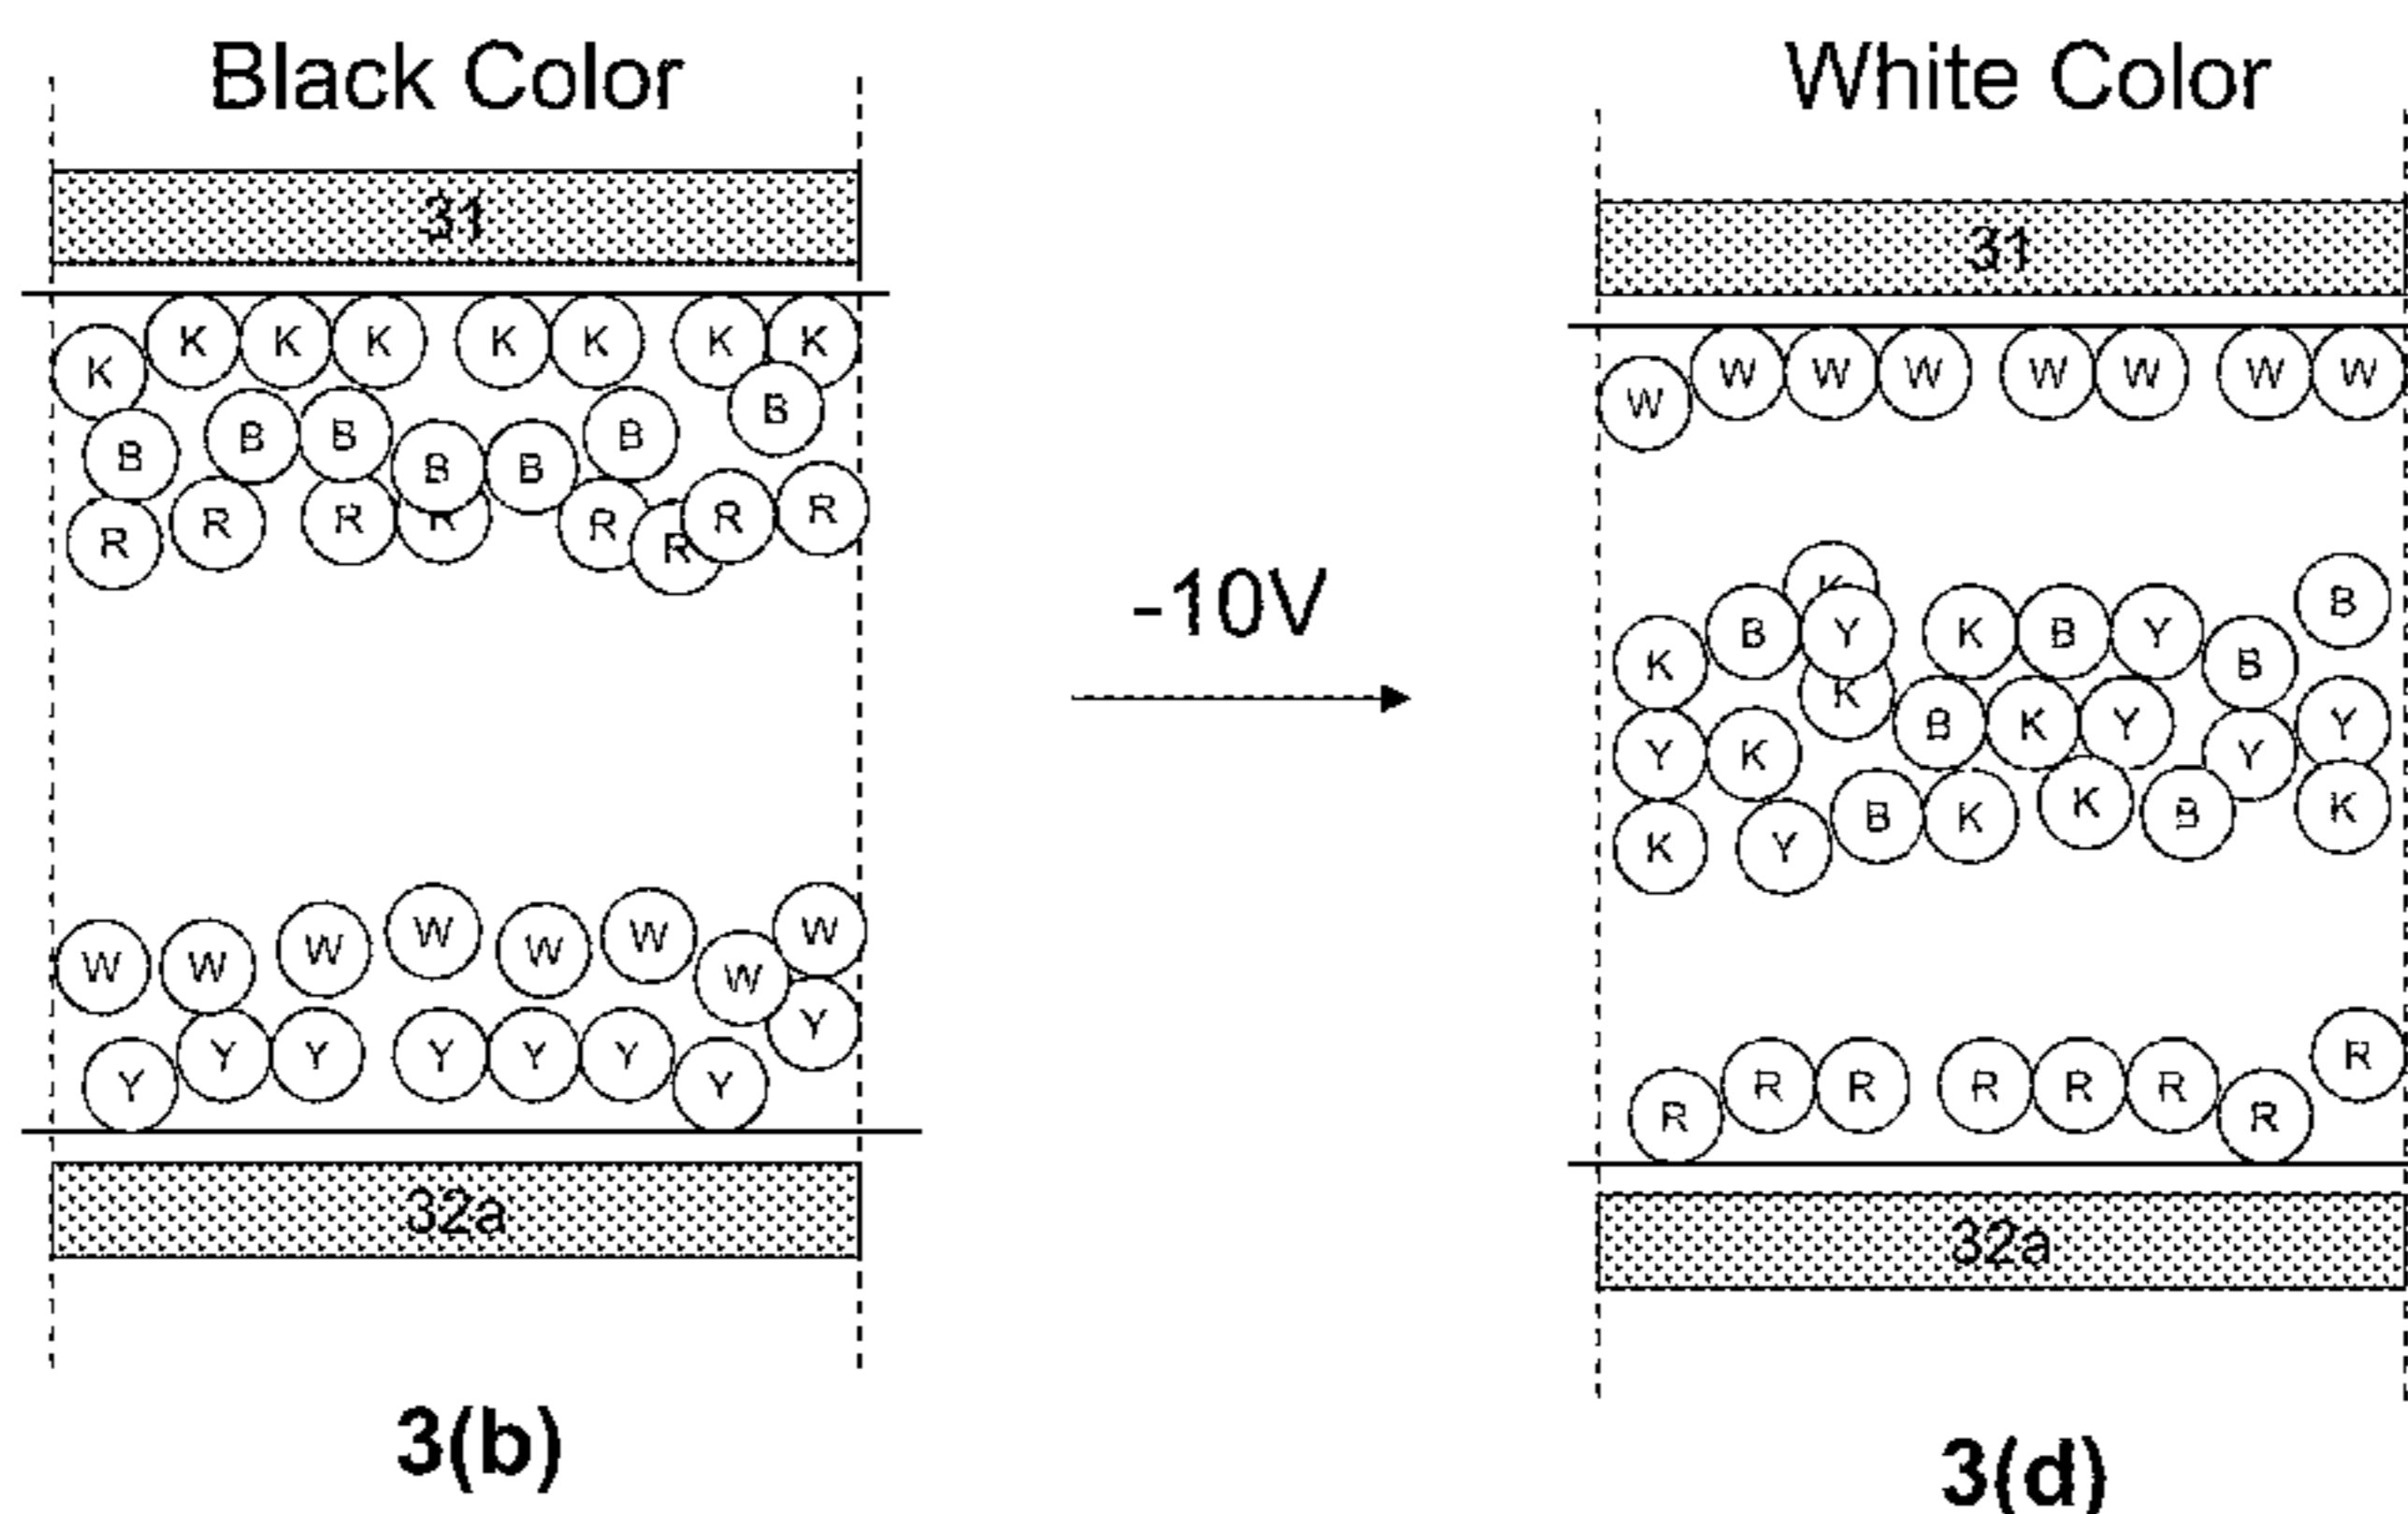 Black Color
31
K K K K K K K K
B B B B B B B
R R R R R R R R
W W W W W W W W
Y Y Y Y Y Y Y Y
32a
3(b)
-10V
White Color
31
W W W W W W W W
K B Y K K B Y B B
Y K K B K Y Y Y
K Y B K K B K
R R R R R R R R
32a
3(d)